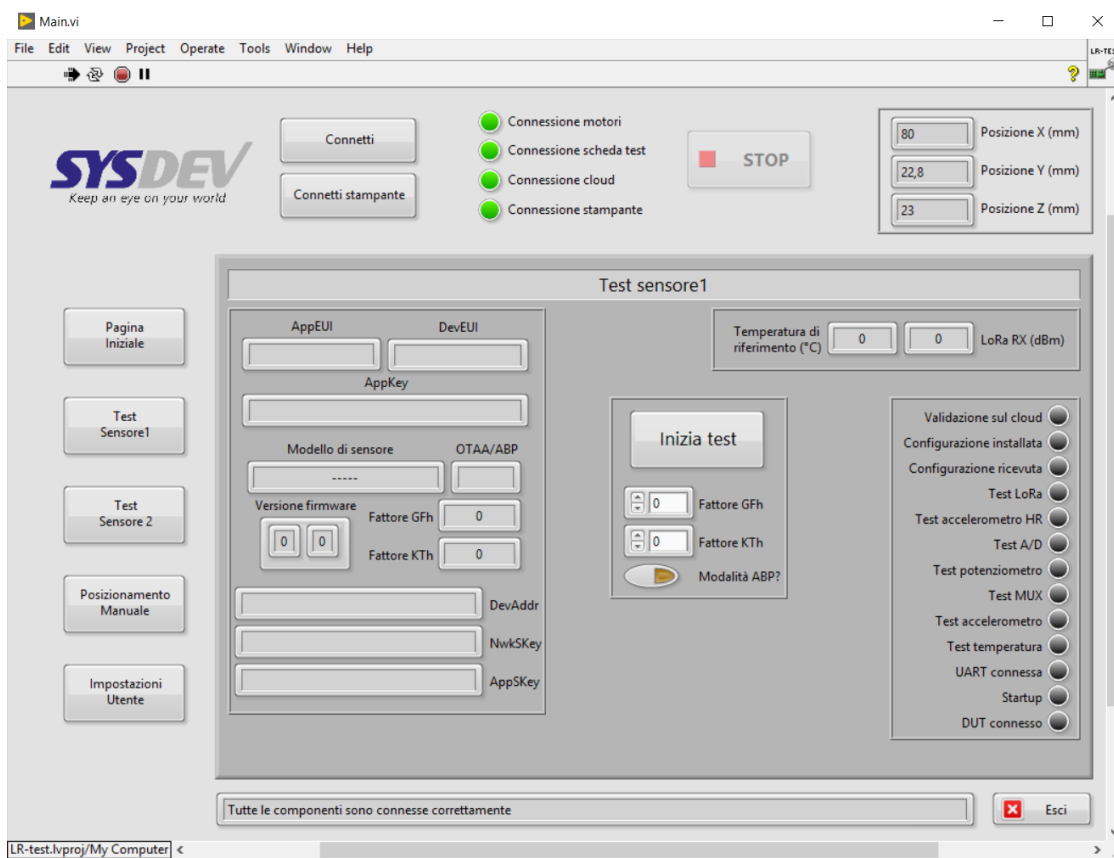 Main.vi
File Edit View Project Operate Tools Window Help
SYSDEV
Keep an eye on your world
Connetti
Connetti stampante
Connessione motori
Connessione scheda test
Connessione cloud
Connessione stampante
STOP
80 Posizione X (mm)
22,8 Posizione Y (mm)
23 Posizione Z (mm)
Pagina
Iniziale
Test
Sensore1
Test
Sensore 2
Posizionamento
Manuale
Impostazioni
Utente
Test sensore1
AppEUI DevEUI
AppKey
Modello di sensore OTAA/ABP
-----
Versione firmware
0 0
Fattore GFh 0
Fattore KTh 0
DevAddr
NwkSKey
AppSKey
Temperatura di
riferimento (°C) 0 0 LoRa RX (dBm)
Inizia test
0 Fattore GFh
0 Fattore KTh
Modalità ABP?
Validazione sul cloud
Configurazione installata
Configurazione ricevuta
Test LoRa
Test accelerometro HR
Test A/D
Test potenziometro
Test MUX
Test accelerometro
Test temperatura
UART connessa
Startup
DUT connesso
Tutte le componenti sono connesse correttamente
Esci
LR-test.lvproj/My Computer